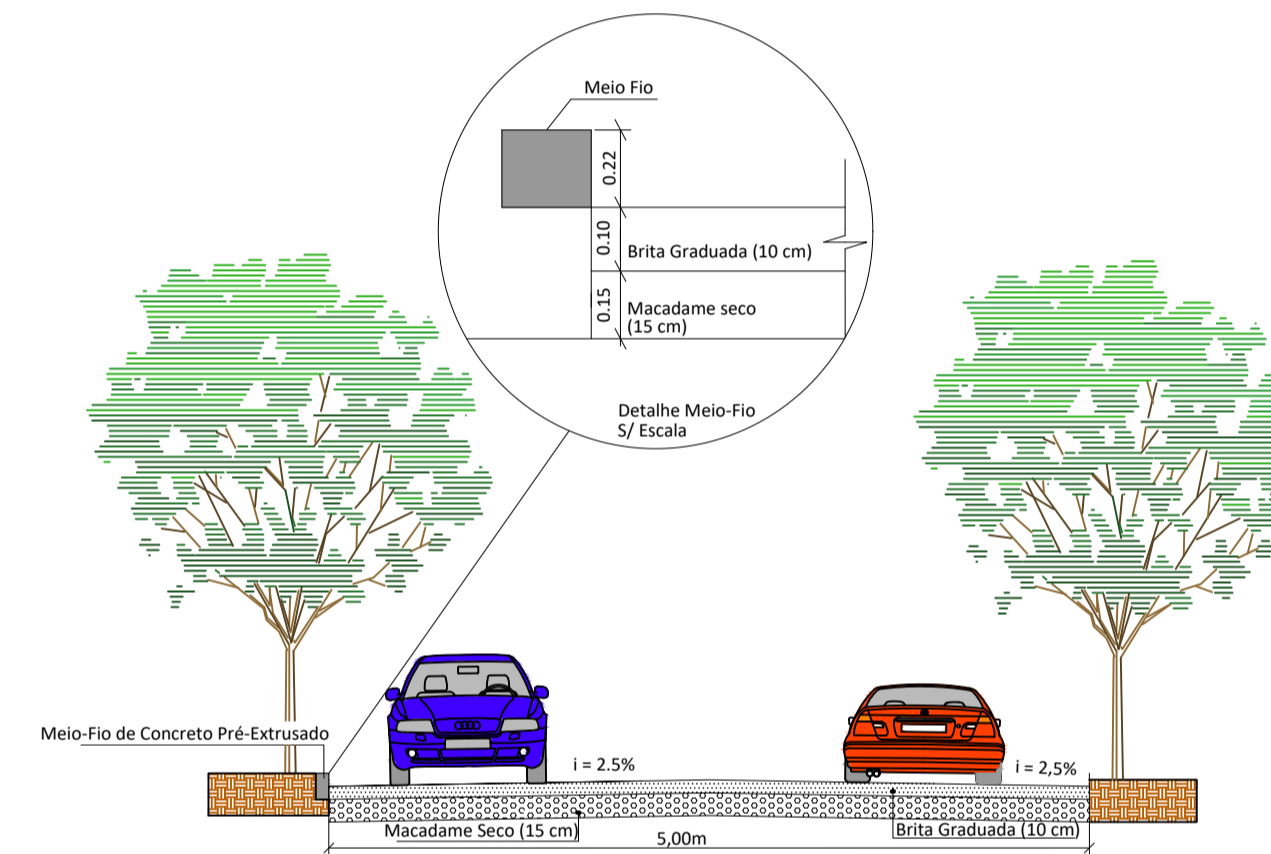 Meio Fio
0.22
0.10
Brita Graduada (10 cm)
0.15
Macadame seco
(15 cm)
Detalhe Meio-Fio
S/ Escala
Meio-Fio de Concreto Pré-Extrusado
i = 2.5%
i = 2,5%
Macadame Seco (15 cm)
Brita Graduada (10 cm)
5,00m